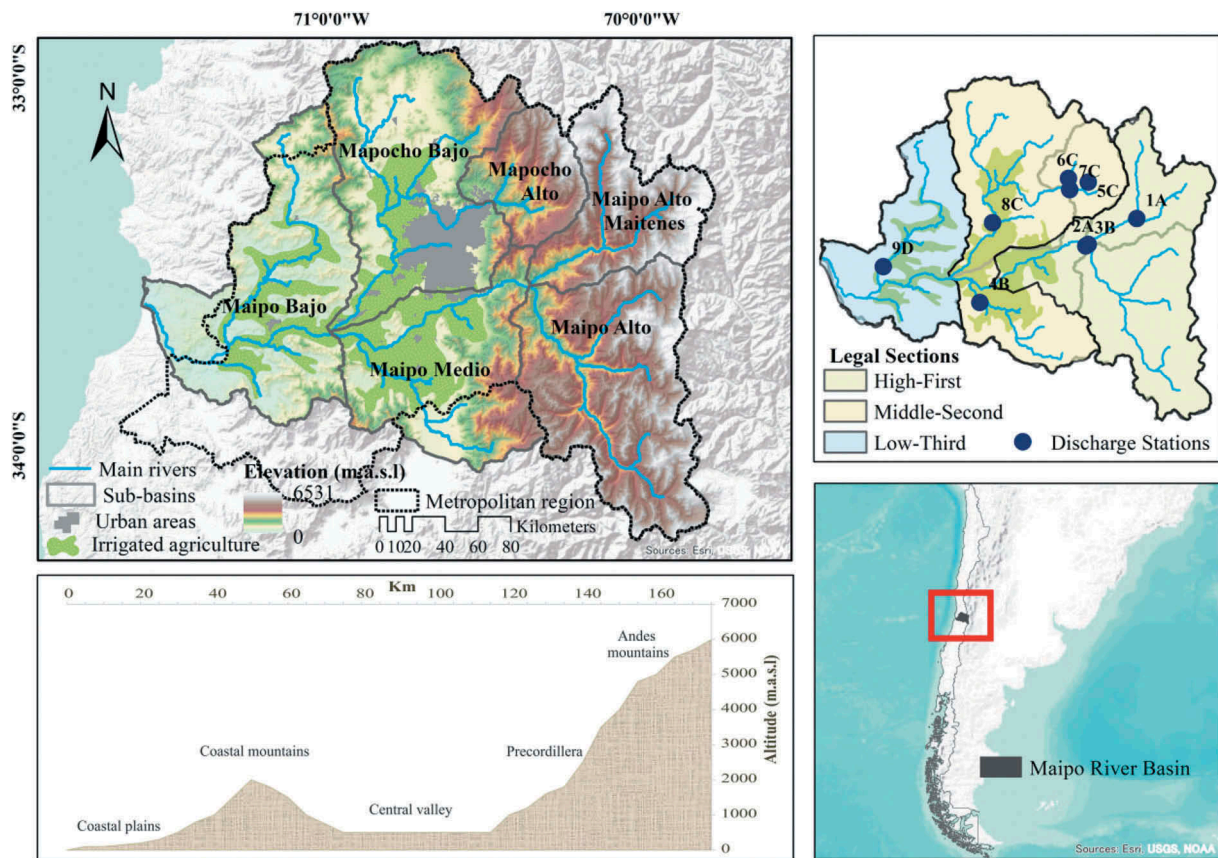 71°0'0"W
70°0'0"W
33°0'0"S
34°0'0"S
N
Mapocho Bajo
Mapocho
Alto
Maipo Alto
Maitenes
Maipo Bajo
Maipo Alto
Maipo Medio
Main rivers
Sub-basins
Urban areas
Irrigated agriculture
Elevation (m.a.s.l)
6531
0
Metropolitan region
Kilometers
0 1020 40 60 80
Sources: Esri, USGS, NOAA
6C
7C
5C
8C
1A
2A3B
9D
4B
Legal Sections
High-First
Middle-Second
Low-Third
Discharge Stations
Km
0 20 40 60 80 100 120 140 160
7000
6000
5000
4000
3000
2000
1000
0
Altitude (m.a.s.l)
Andes
mountains
Coastal mountains
Precordillera
Central valley
Coastal plains
Maipo River Basin
Sources: Esri, USGS, NOAA